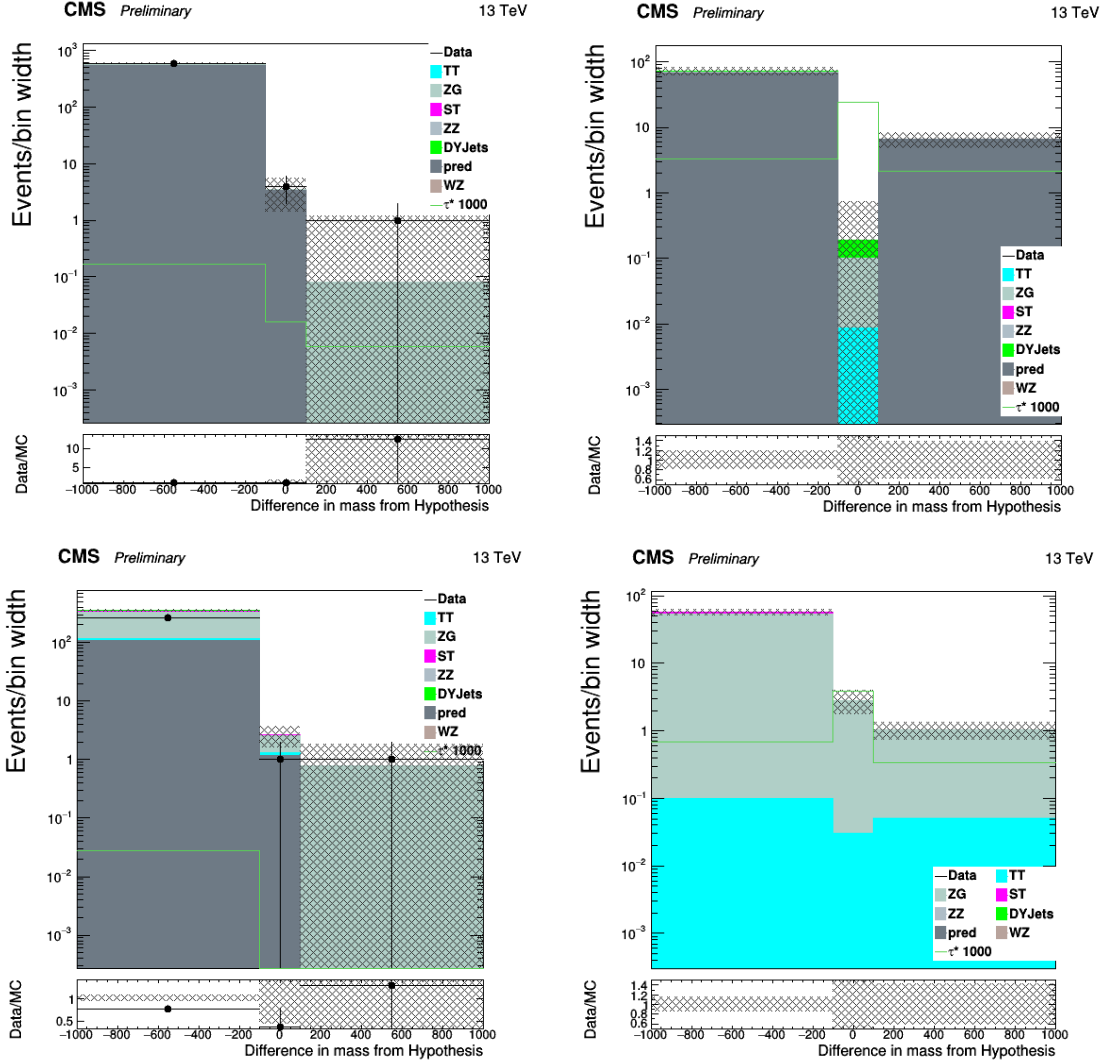 CMS Preliminary 13 TeV
Events/bin width
10³
10²
10
1
10⁻¹
10⁻²
10⁻³
Data
TT
ZG
ST
ZZ
DYJets
pred
WZ
τ* 1000
Data/MC
10
5
−1000 −800 −600 −400 −200 0 200 400 600 800 1000
Difference in mass from Hypothesis
CMS Preliminary 13 TeV
Events/bin width
10²
10
1
10⁻¹
10⁻²
10⁻³
Data
TT
ZG
ST
ZZ
DYJets
pred
WZ
τ* 1000
Data/MC
1.4
1.2
1
0.8
0.6
−1000 −800 −600 −400 −200 0 200 400 600 800 1000
Difference in mass from Hypothesis
CMS Preliminary 13 TeV
Events/bin width
10²
10
1
10⁻¹
10⁻²
10⁻³
Data
TT
ZG
ST
ZZ
DYJets
pred
WZ
τ* 1000
Data/MC
1
0.5
−1000 −800 −600 −400 −200 0 200 400 600 800 1000
Difference in mass from Hypothesis
CMS Preliminary 13 TeV
Events/bin width
10²
10
1
10⁻¹
10⁻²
10⁻³
Data TT
ZG ST
ZZ DYJets
pred WZ
τ* 1000
Data/MC
1.4
1.2
1.0
0.8
0.6
−1000 −800 −600 −400 −200 0 200 400 600 800 1000
Difference in mass from Hypothesis